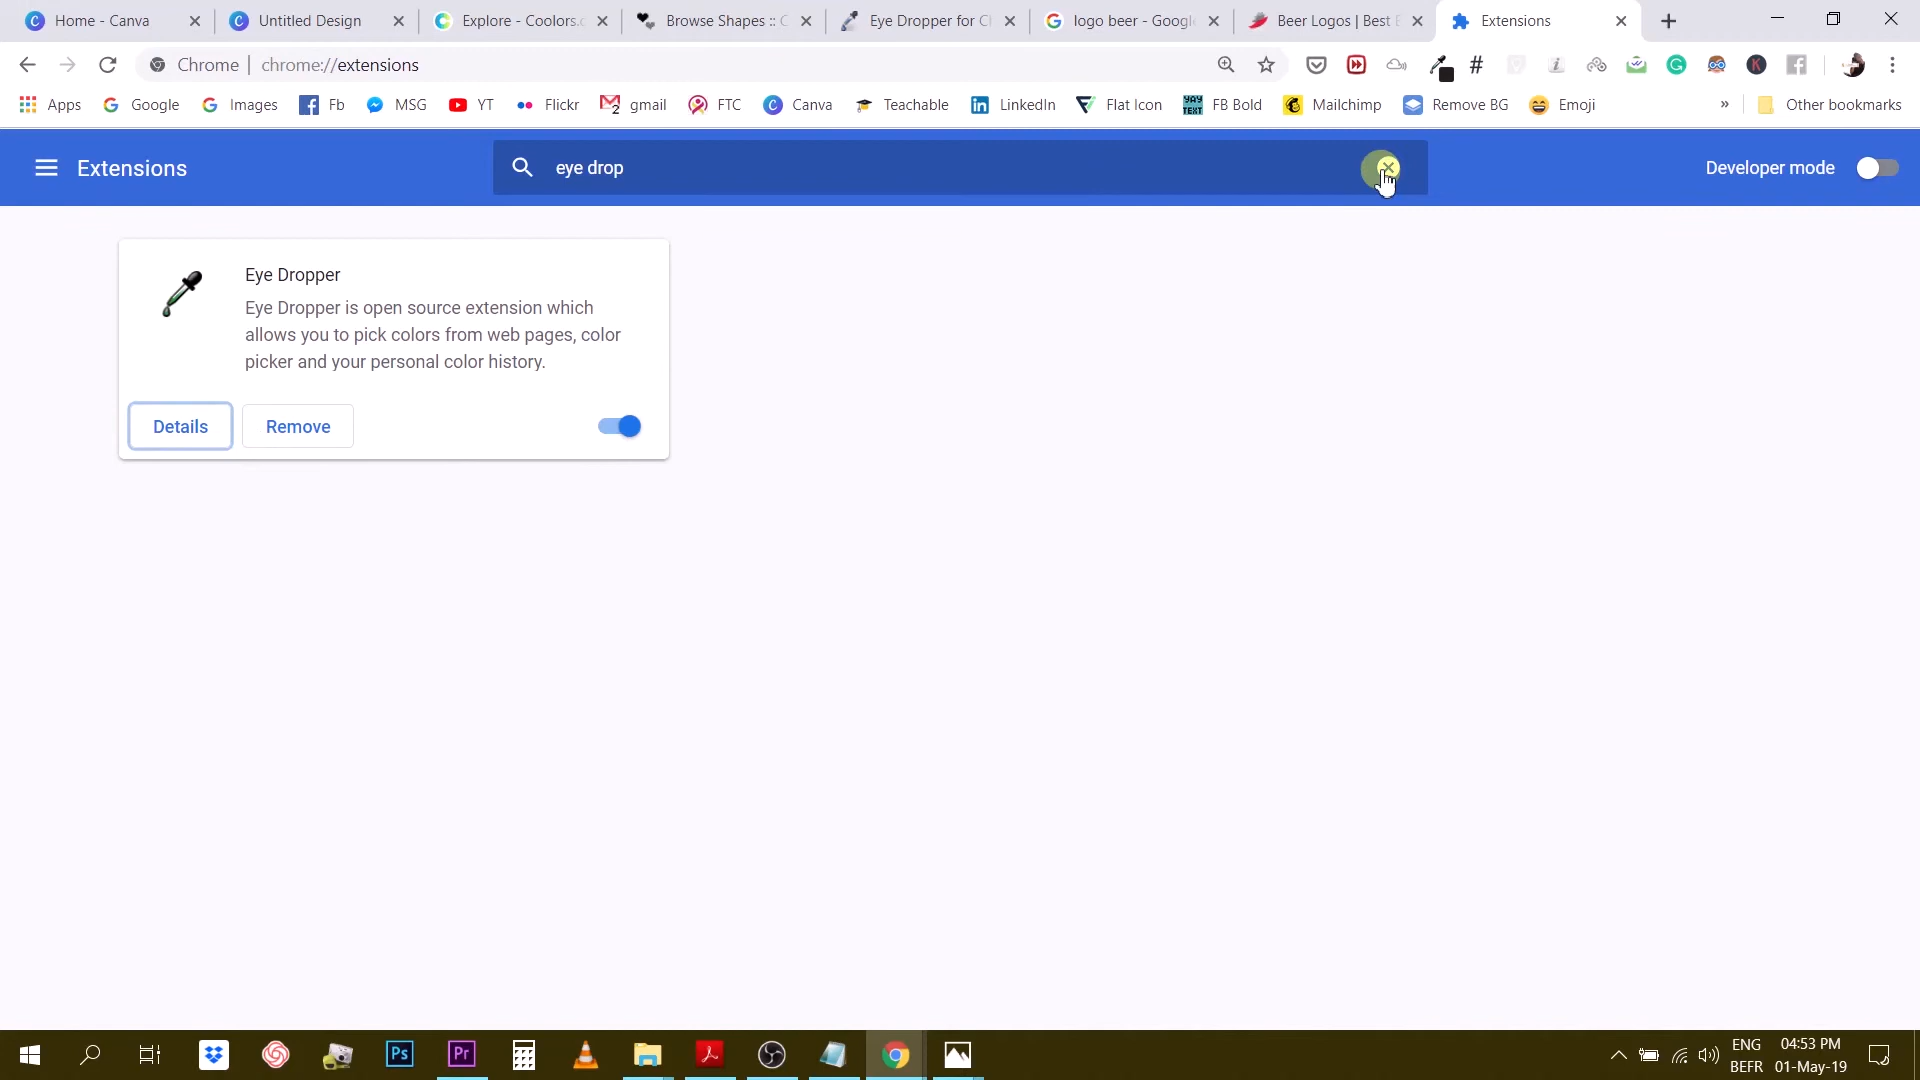 Home - Canva
Untitled Design
Explore - Coolors.c
Browse Shapes :: C
Eye Dropper for Cl
logo beer - Google
Beer Logos | Best B
Extensions
Chrome | chrome://extensions
Apps
Google
Images
Fb
MSG
YT
Flickr
gmail
FTC
Canva
Teachable
LinkedIn
Flat Icon
FB Bold
Mailchimp
Remove BG
Emoji
» Other bookmarks
Extensions
eye drop
Developer mode
Eye Dropper
Eye Dropper is open source extension which
allows you to pick colors from web pages, color
picker and your personal color history.
Details
Remove
Ps
Pr
ENG
BEFR
04:53 PM
01-May-19